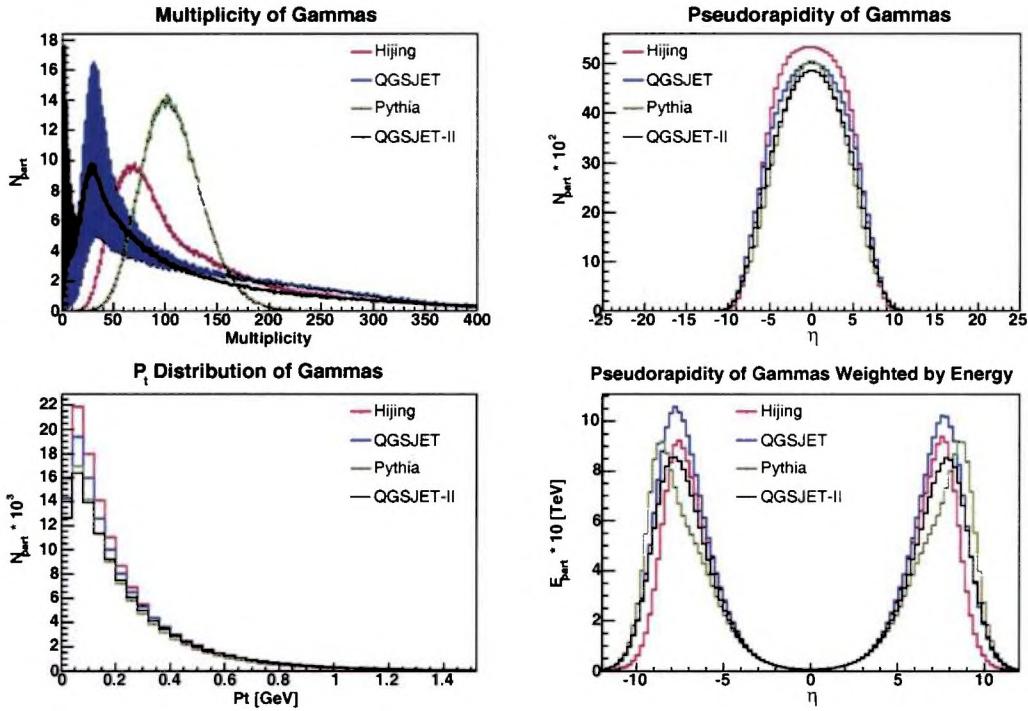 Multiplicity of Gammas
N_part
18
16
14
12
10
8
6
4
2
0
Hijing
QGSJET
Pythia
QGSJET-II
0 50 100 150 200 250 300 350 400
Multiplicity
Pseudorapidity of Gammas
N_part * 10^2
50
40
30
20
10
0
Hijing
QGSJET
Pythia
QGSJET-II
-25 -20 -15 -10 -5 0 5 10 15 20 25
η
P_t Distribution of Gammas
N_part * 10^3
22
20
18
16
14
12
10
8
6
4
2
0
Hijing
QGSJET
Pythia
QGSJET-II
0 0.2 0.4 0.6 0.8 1 1.2 1.4
Pt [GeV]
Pseudorapidity of Gammas Weighted by Energy
E_part * 10 [TeV]
10
8
6
4
2
0
Hijing
QGSJET
Pythia
QGSJET-II
-10 -5 0 5 10
η